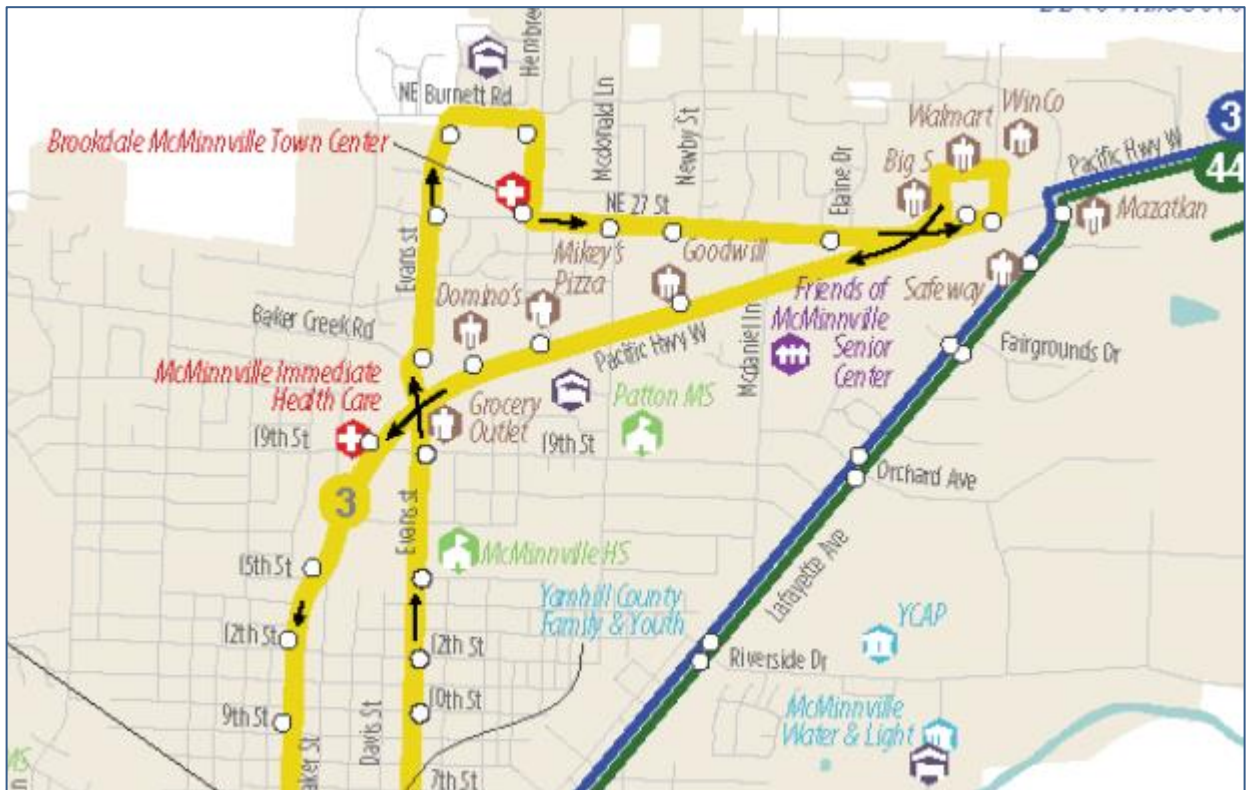 NE Burnett Rd
Hembree
Mcdonald Ln
Newby St
Walmart
WinCo
Brookdale McMinnville Town Center
Big 5
Pacific Hwy W
3
44
Elaine Dr
Mazatlan
NE 27 St
Evans st
Mikey's
Pizza
Goodwill
Domino's
Friends of
McMinnville
Senior
Center
Safeway
Baker Creek Rd
Pacific Hwy W
Mcdaniel Ln
Fairgrounds Dr
McMinnville Immediate
Health Care
Patton MS
Grocery
Outlet
19th St
19th St
Orchard Ave
3
Evans st
McMinnville HS
Lafayette Ave
15th St
Yamhill County
Family & Youth
YCAP
12th St
12th St
Riverside Dr
10th St
9th St
Davis St
McMinnville
Water & Light
MS
aker St
7th St